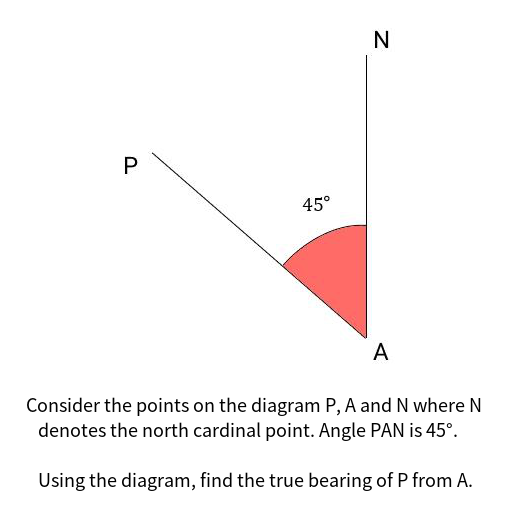 N
P
45°
A
Consider the points on the diagram P, A and N where N
denotes the north cardinal point. Angle PAN is 45°.
Using the diagram, find the true bearing of P from A.